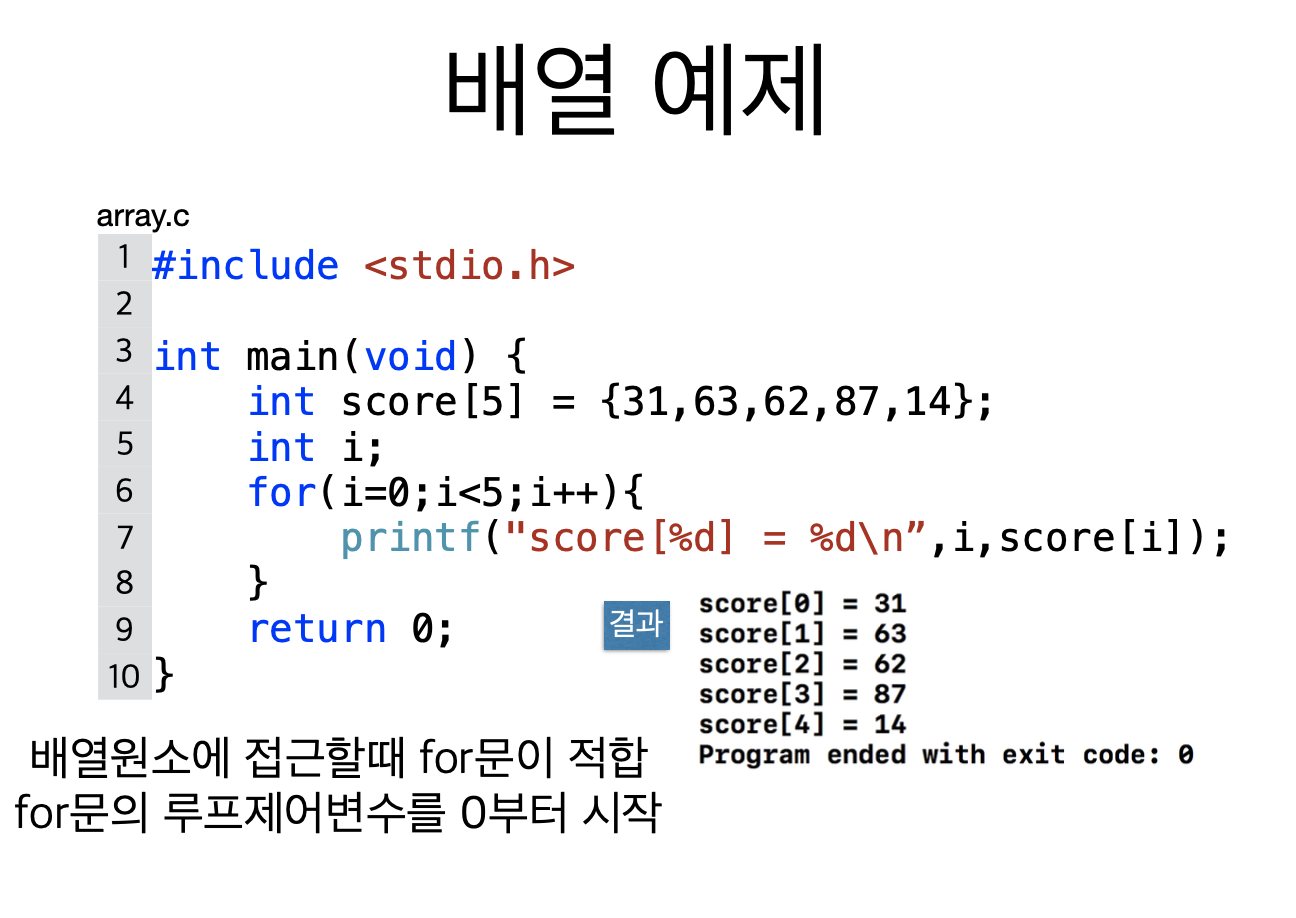 배열 예제
array.c
1 #include <stdio.h>
2
3 int main(void) {
4     int score[5] = {31,63,62,87,14};
5     int i;
6     for(i=0;i<5;i++){
7         printf("score[%d] = %d\n”,i,score[i]);
8     }
9     return 0;
10 }
결과
score[0] = 31
score[1] = 63
score[2] = 62
score[3] = 87
score[4] = 14
Program ended with exit code: 0
배열원소에 접근할때 for문이 적합
for문의 루프제어변수를 0부터 시작